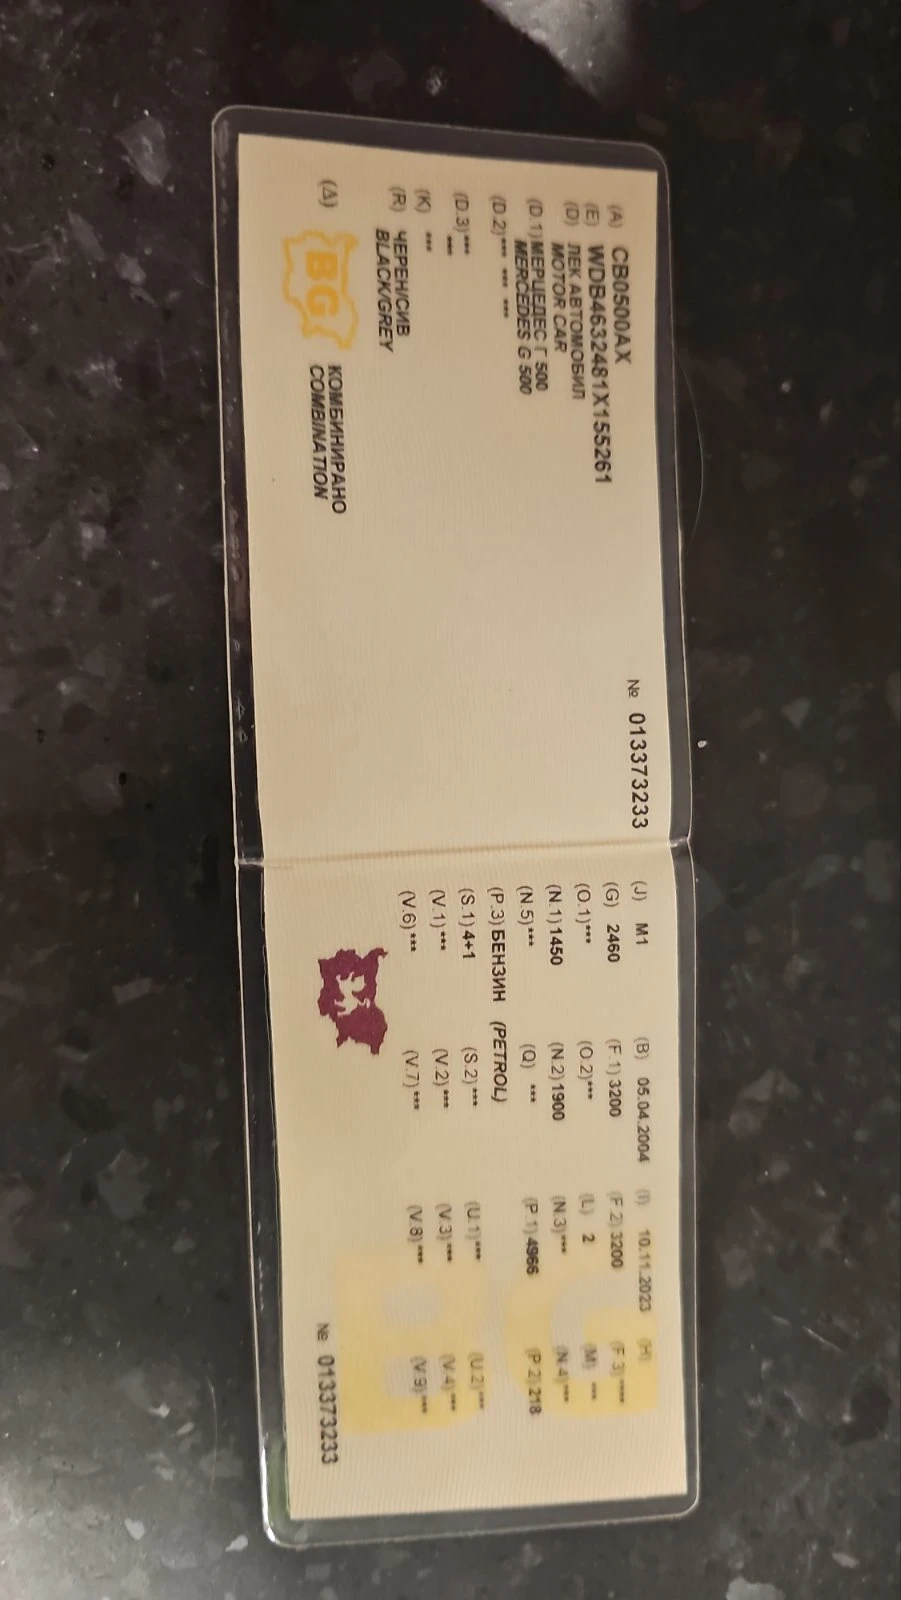 № 013373233
(A) CB0500AX
(E) WDB4632481X155261
(D) ЛЕК АВТОМОБИЛ
MOTOR CAR
(D.1) МЕРЦЕДЕС Г 500
MERCEDES G 500
(D.2)*** *** ***
(D.3)*** ***
(K) ***
(R) ЧЕРЕН/СИВ
BLACK/GREY
(Δ) BG КОМБИНИРАНО
COMBINATION
(J) M1 (B) 05.04.2004 (I) 10.11.2023 (H)
(G) 2460 (F.1) 3200 (F.2) 3200 (F.3) ***
(O.1)*** (O.2)*** (L) 2 (M) ***
(N.1) 1450 (N.2) 1900 (N.3)*** (N.4)***
(N.5)*** (Q) *** (P.1) 4966 (P.2) 218
(P.3) БЕНЗИН (PETROL)
(S.1) 4+1 (S.2) *** (U.1)*** (U.2)***
(V.1)*** (V.2)*** (V.3)*** (V.4)***
(V.6)*** (V.7)*** (V.8)*** (V.9)***
№ 013373233